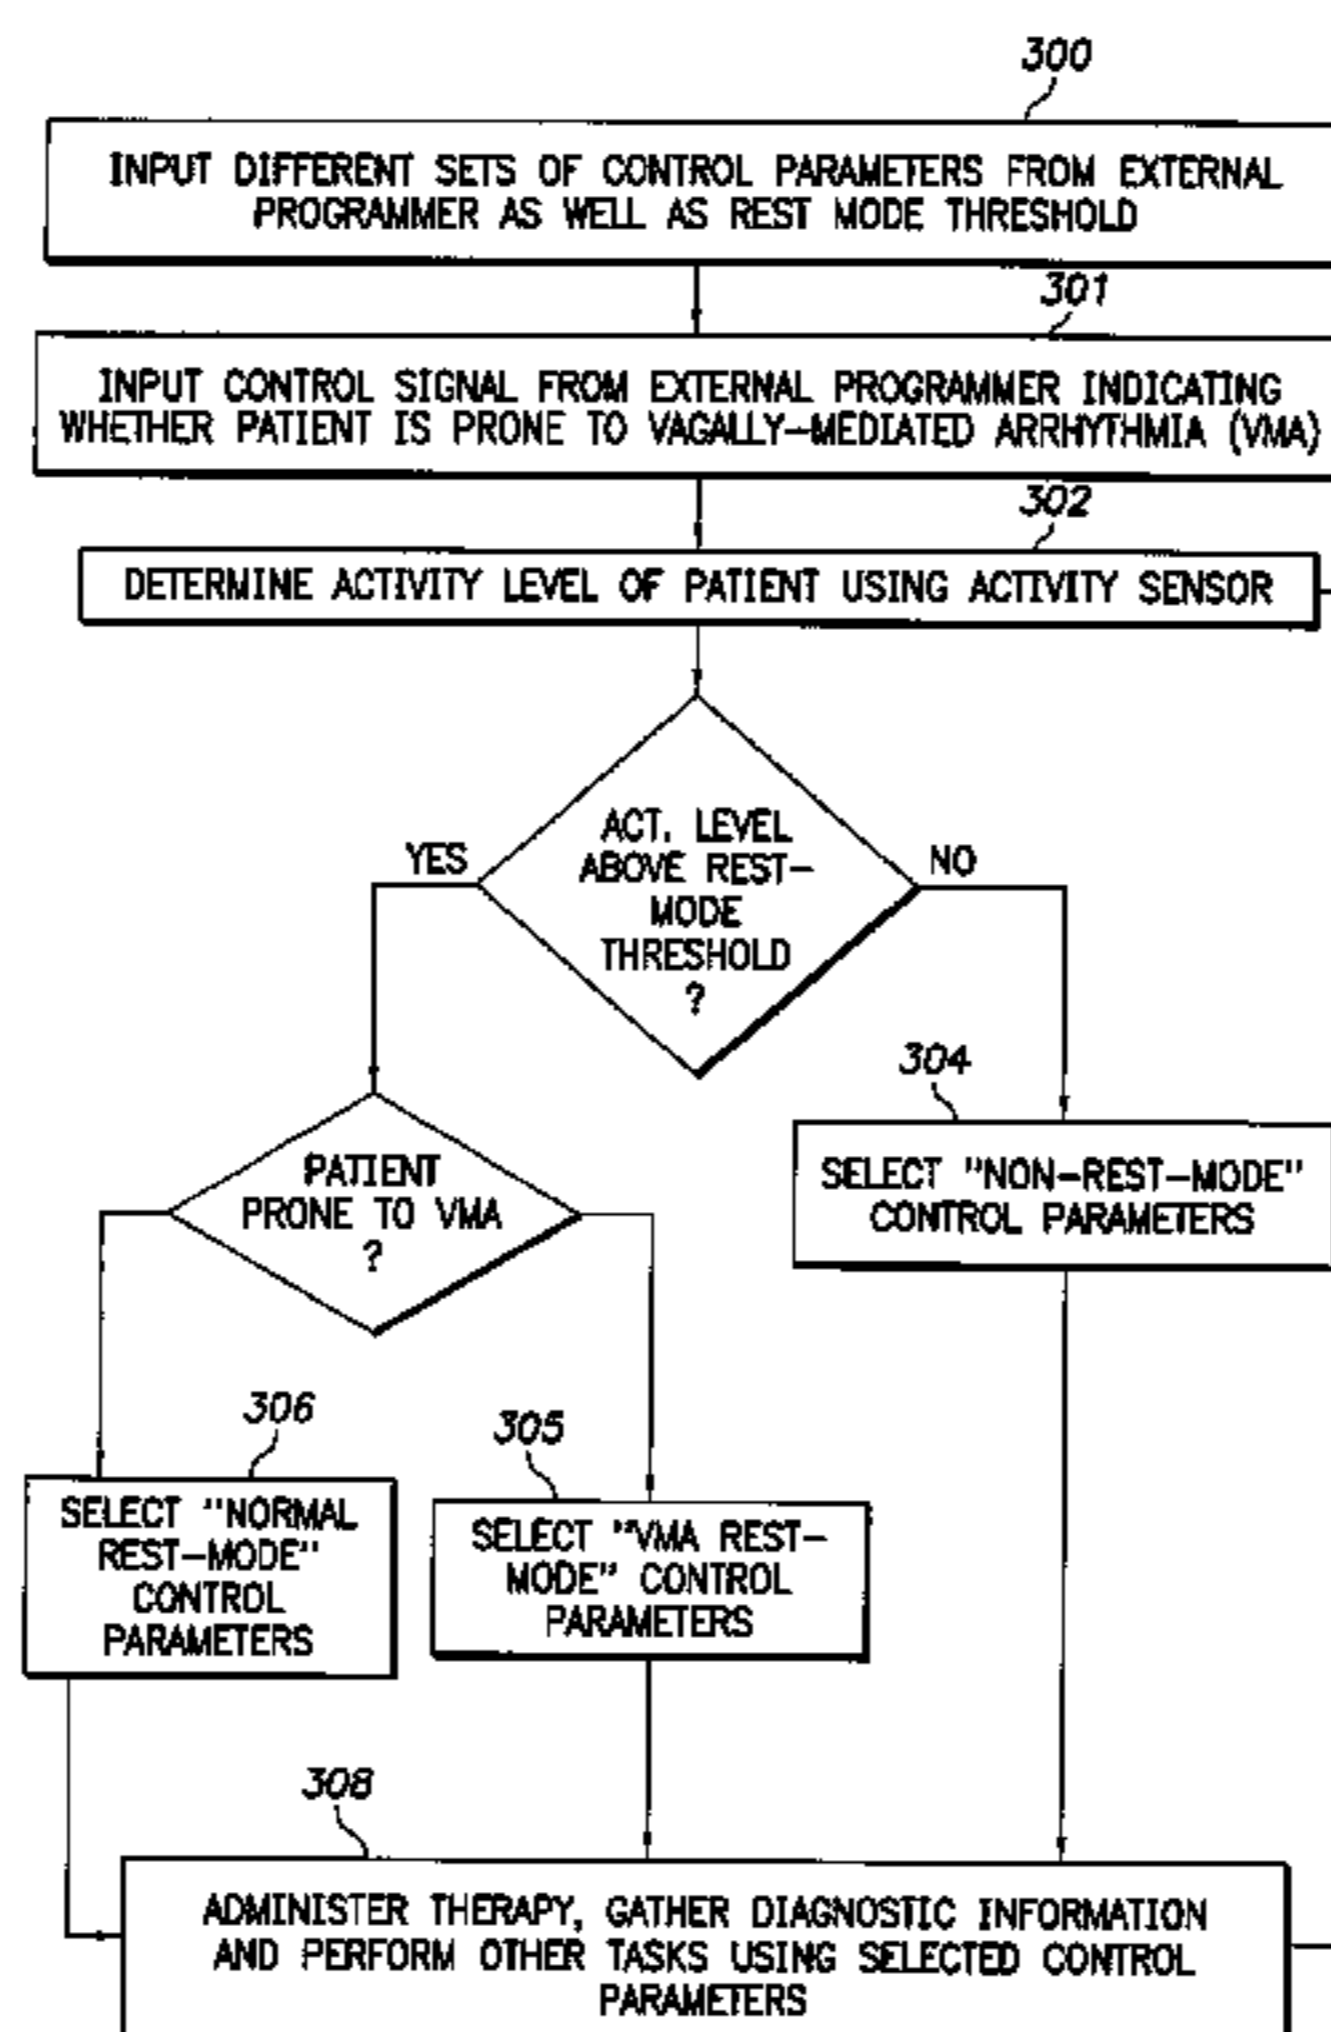 300
INPUT DIFFERENT SETS OF CONTROL PARAMETERS FROM EXTERNAL
PROGRAMMER AS WELL AS REST MODE THRESHOLD
301
INPUT CONTROL SIGNAL FROM EXTERNAL PROGRAMMER INDICATING
WHETHER PATIENT IS PRONE TO VAGALLY-MEDIATED ARRHYTHMIA (VMA)
302
DETERMINE ACTIVITY LEVEL OF PATIENT USING ACTIVITY SENSOR
ACT. LEVEL
ABOVE REST-
MODE
THRESHOLD
?
YES
NO
304
SELECT "NON-REST-MODE"
CONTROL PARAMETERS
PATIENT
PRONE TO VMA
?
306
SELECT "NORMAL
REST-MODE"
CONTROL
PARAMETERS
305
SELECT "VMA REST-
MODE" CONTROL
PARAMETERS
308
ADMINISTER THERAPY, GATHER DIAGNOSTIC INFORMATION
AND PERFORM OTHER TASKS USING SELECTED CONTROL
PARAMETERS